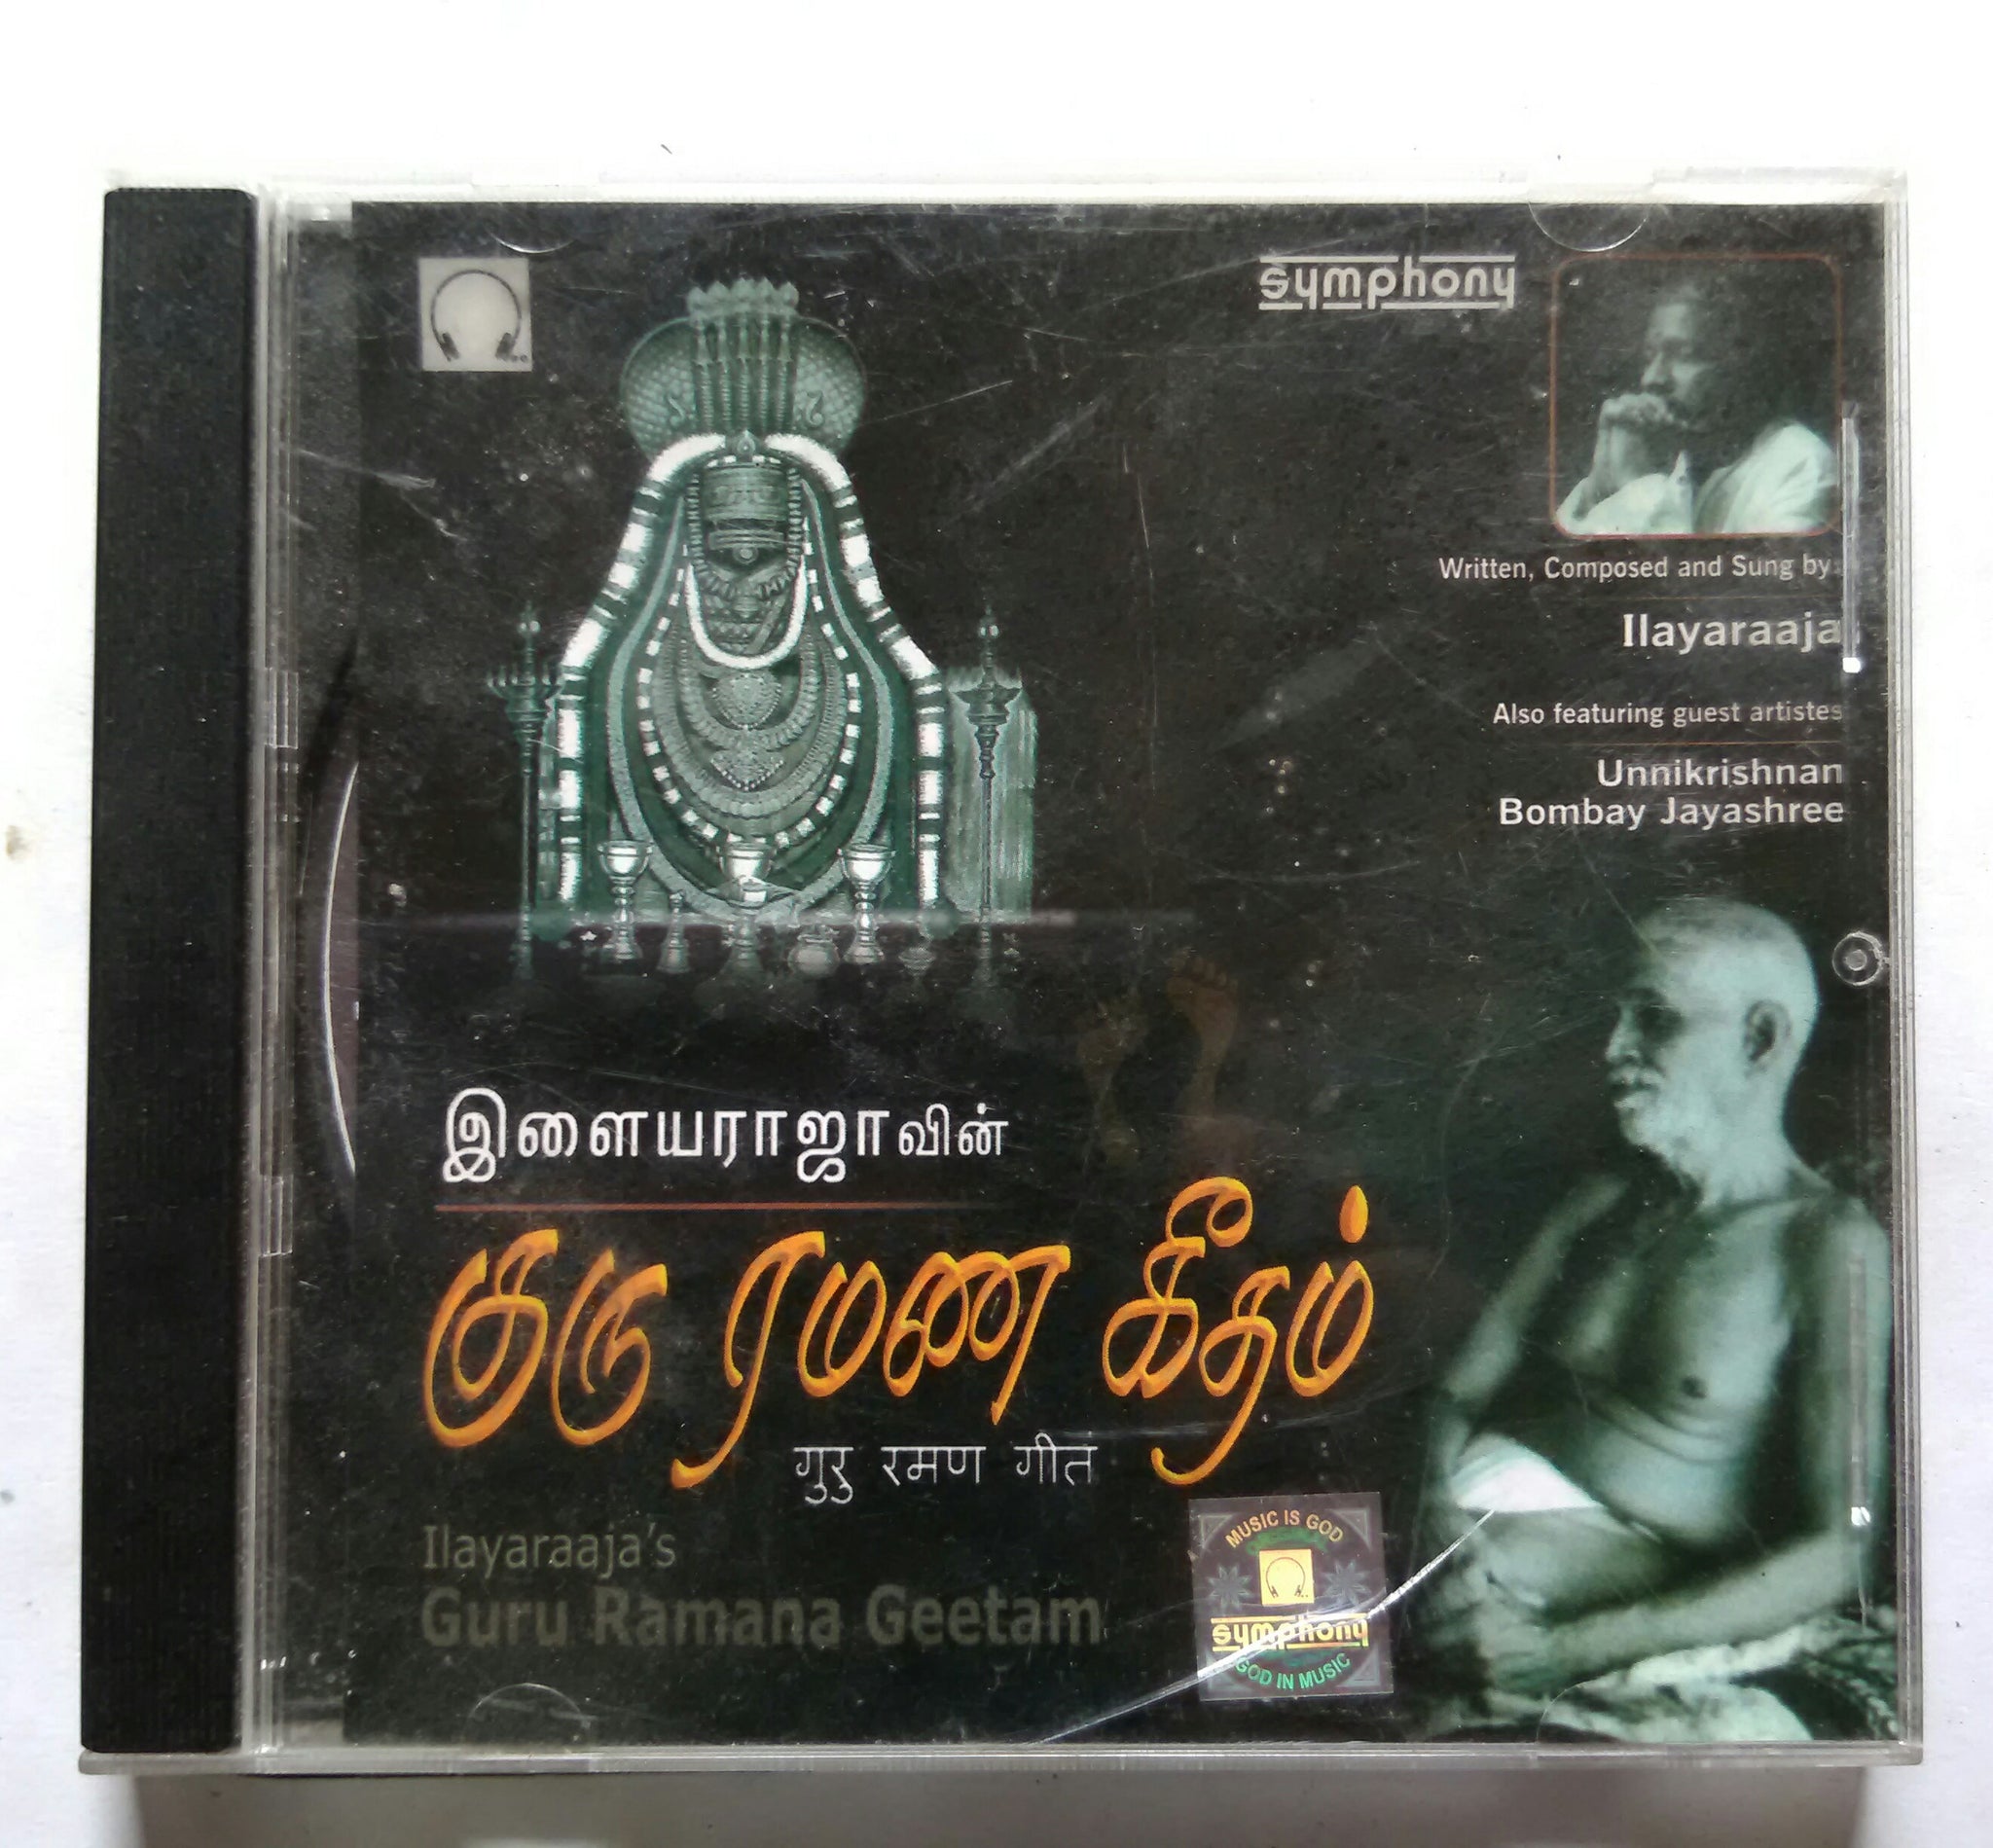 symphony
Written, Composed and Sung by:
Ilayaraaja
Also featuring guest artistes
Unnikrishnan
Bombay Jayashree
இளையராஜாவின்
குரு ரமண கீதம்
गुरु रमण गीत
Ilayaraaja's
Guru Ramana Geetam
MUSIC IS GOD
symphony
GOD IN MUSIC